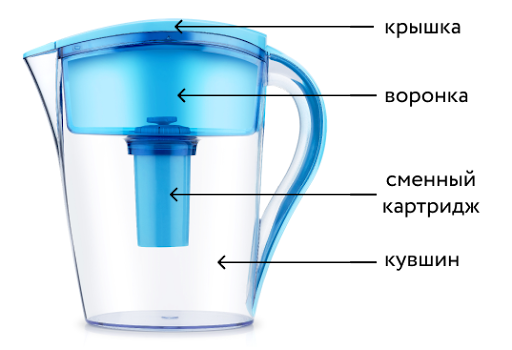 крышка
воронка
сменный
картридж
кувшин